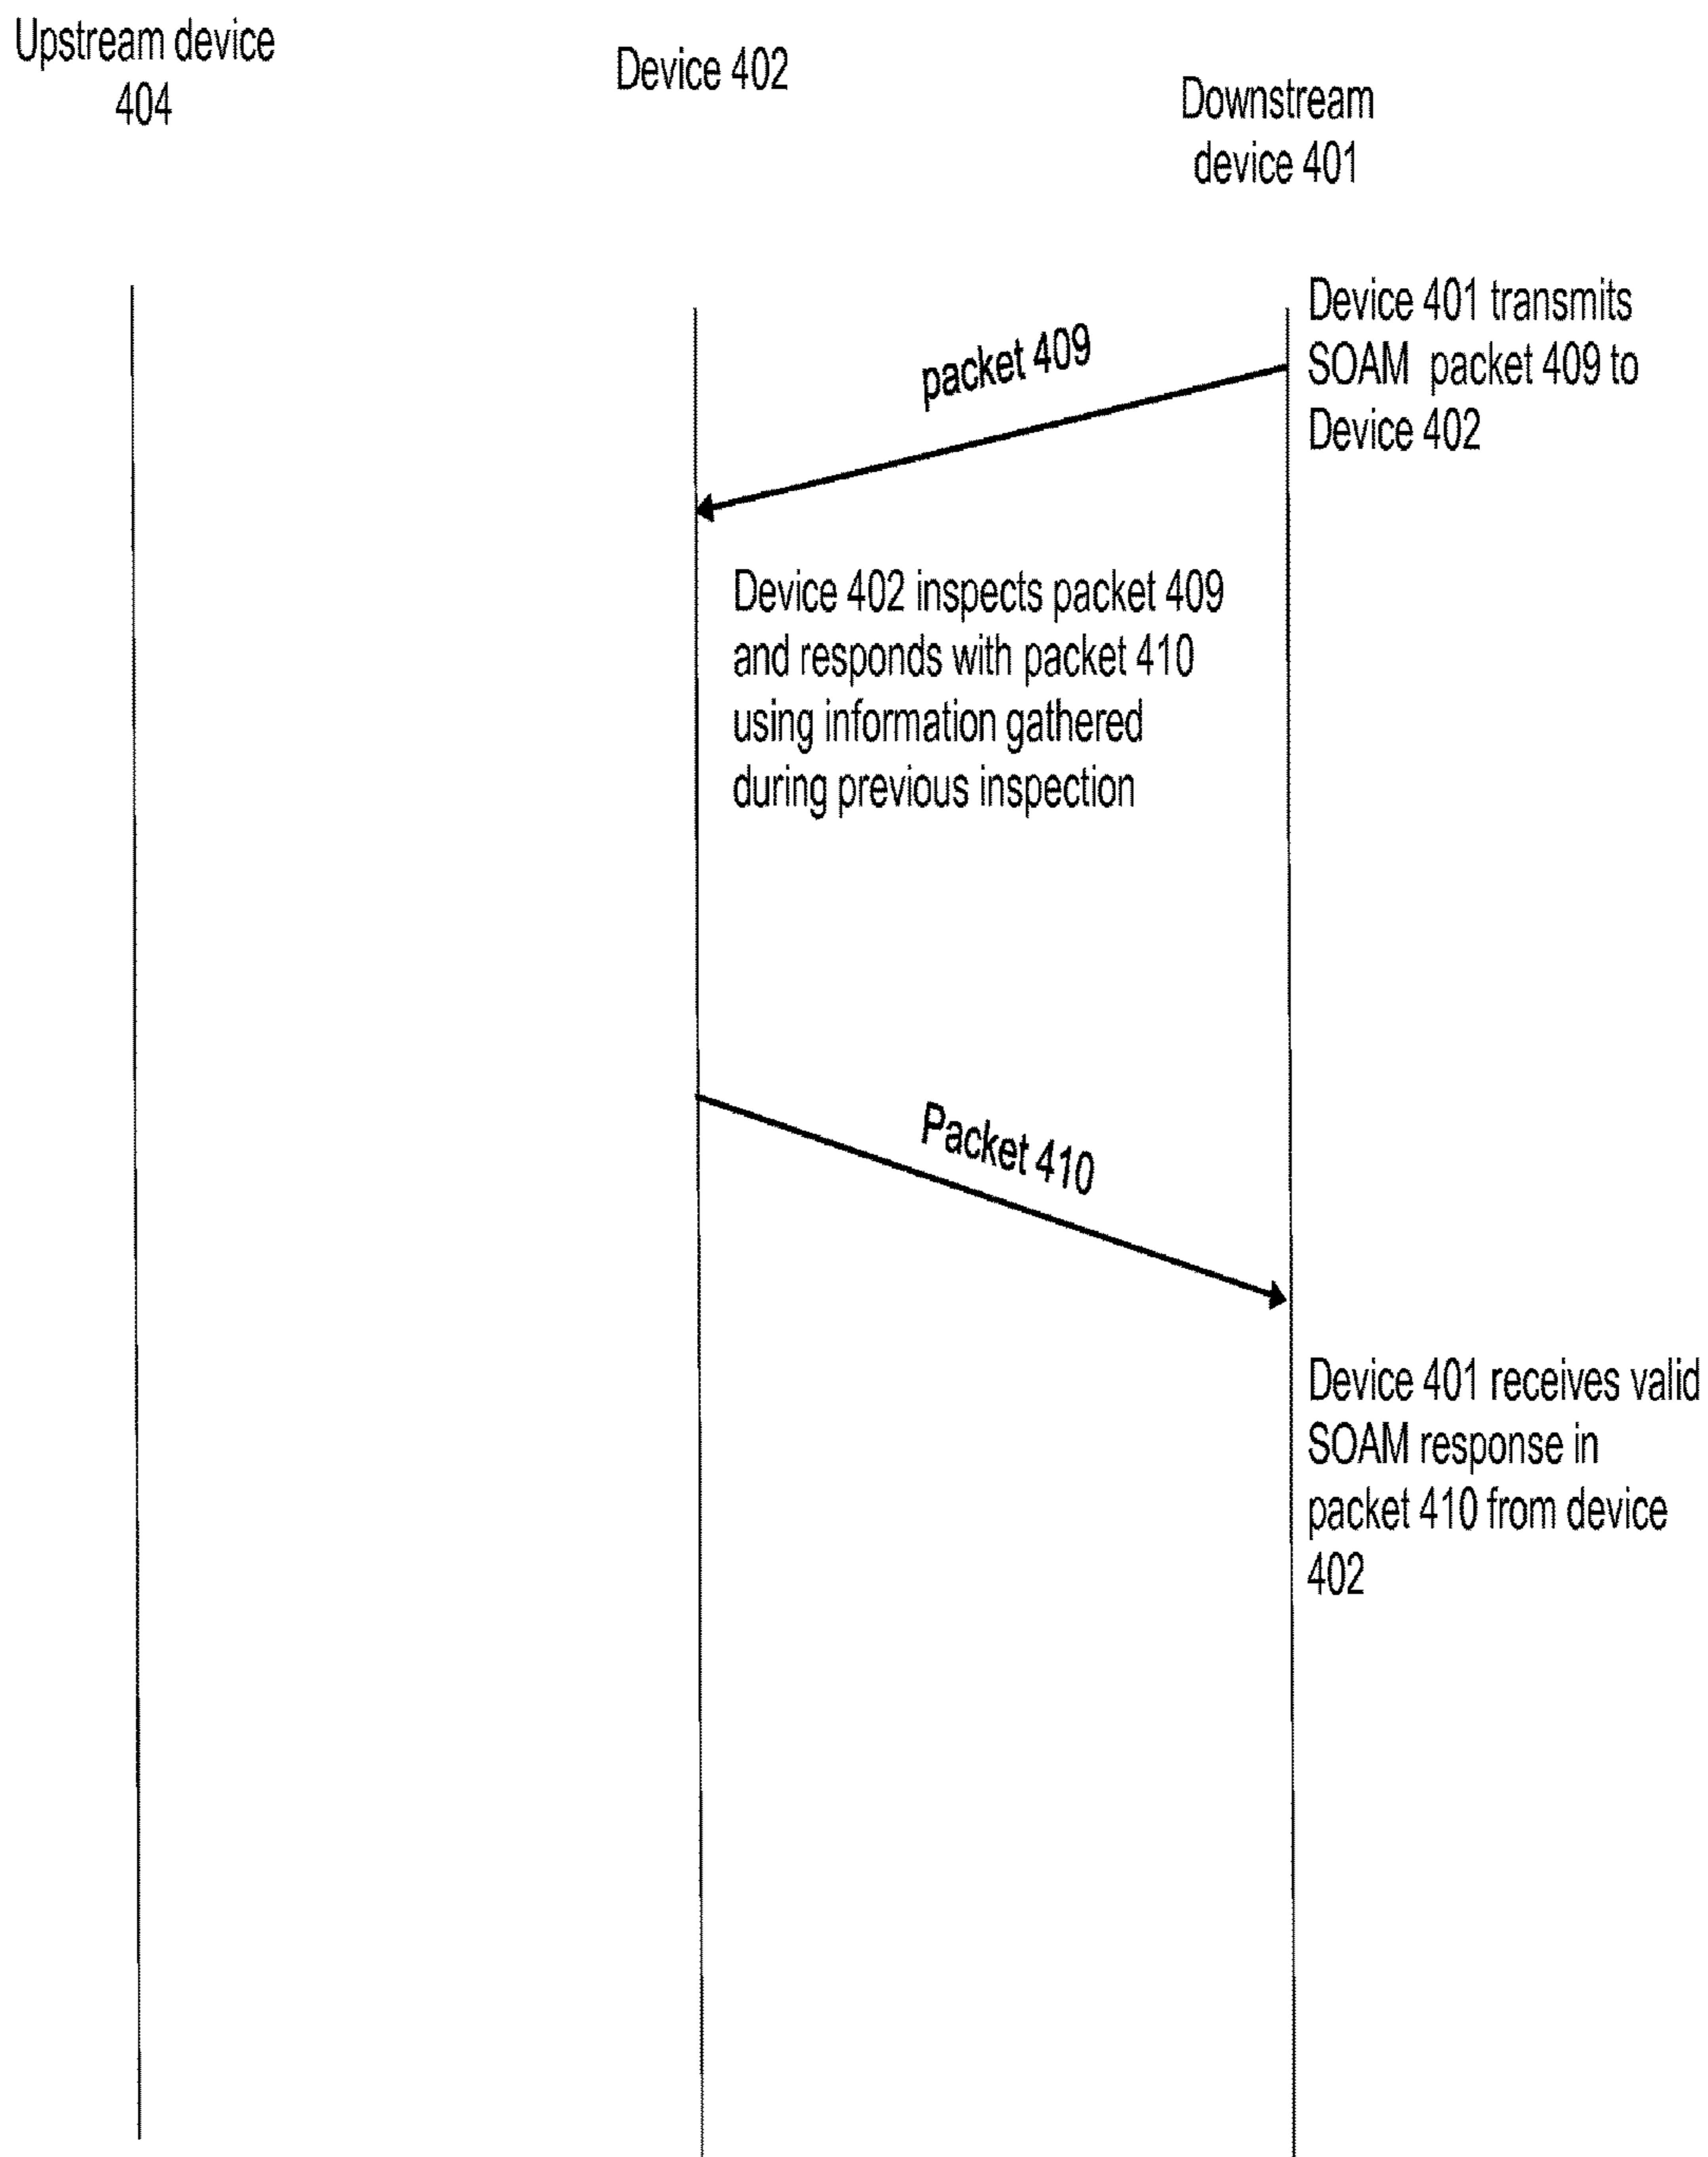 Upstream device
404
Device 402
Downstream
device 401
Device 401 transmits
SOAM packet 409 to
Device 402
packet 409
Device 402 inspects packet 409
and responds with packet 410
using information gathered
during previous inspection
Packet 410
Device 401 receives valid
SOAM response in
packet 410 from device
402